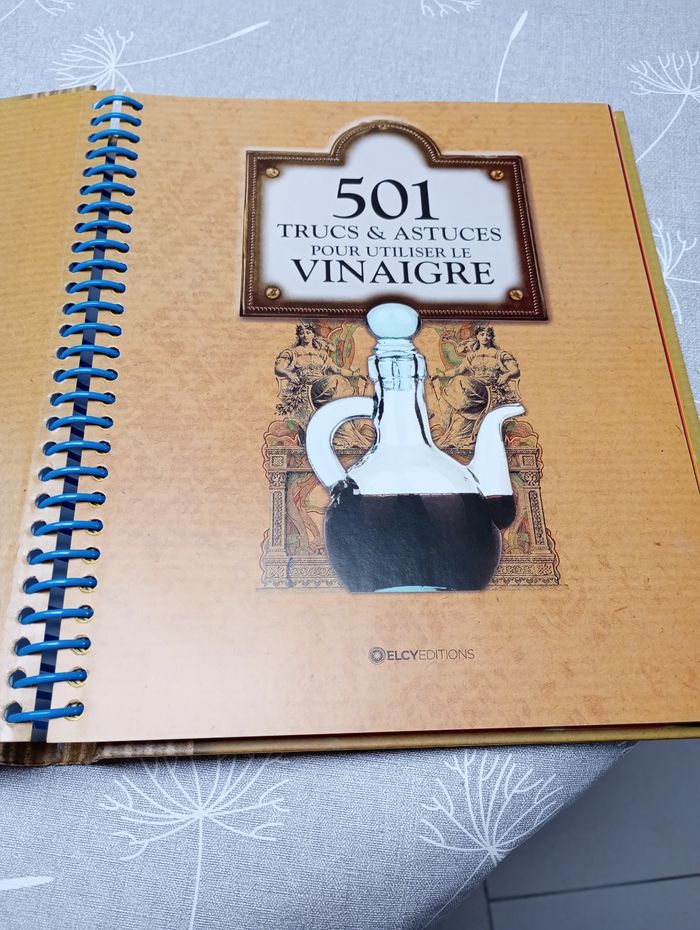 501
TRUCS & ASTUCES
POUR UTILISER LE
VINAIGRE
ELCYEDITIONS